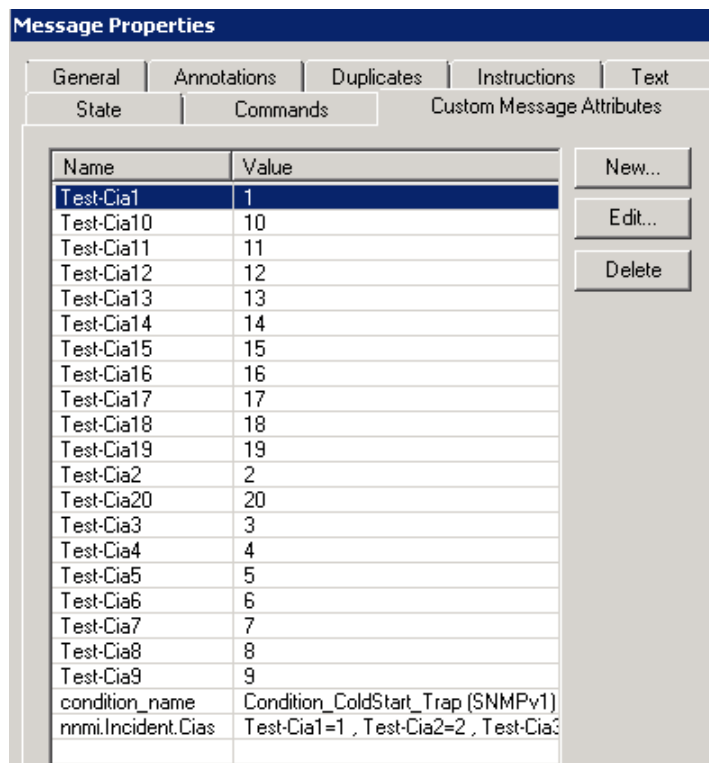 Message Properties
General Annotations Duplicates Instructions Text
State Commands Custom Message Attributes
Name Value
New...
Test-Cia1 1
Test-Cia10 10
Edit...
Test-Cia11 11
Test-Cia12 12
Delete
Test-Cia13 13
Test-Cia14 14
Test-Cia15 15
Test-Cia16 16
Test-Cia17 17
Test-Cia18 18
Test-Cia19 19
Test-Cia2 2
Test-Cia20 20
Test-Cia3 3
Test-Cia4 4
Test-Cia5 5
Test-Cia6 6
Test-Cia7 7
Test-Cia8 8
Test-Cia9 9
condition_name Condition_ColdStart_Trap (SNMPv1)
nnmi.Incident.Cias Test-Cia1=1 , Test-Cia2=2 , Test-Cia3